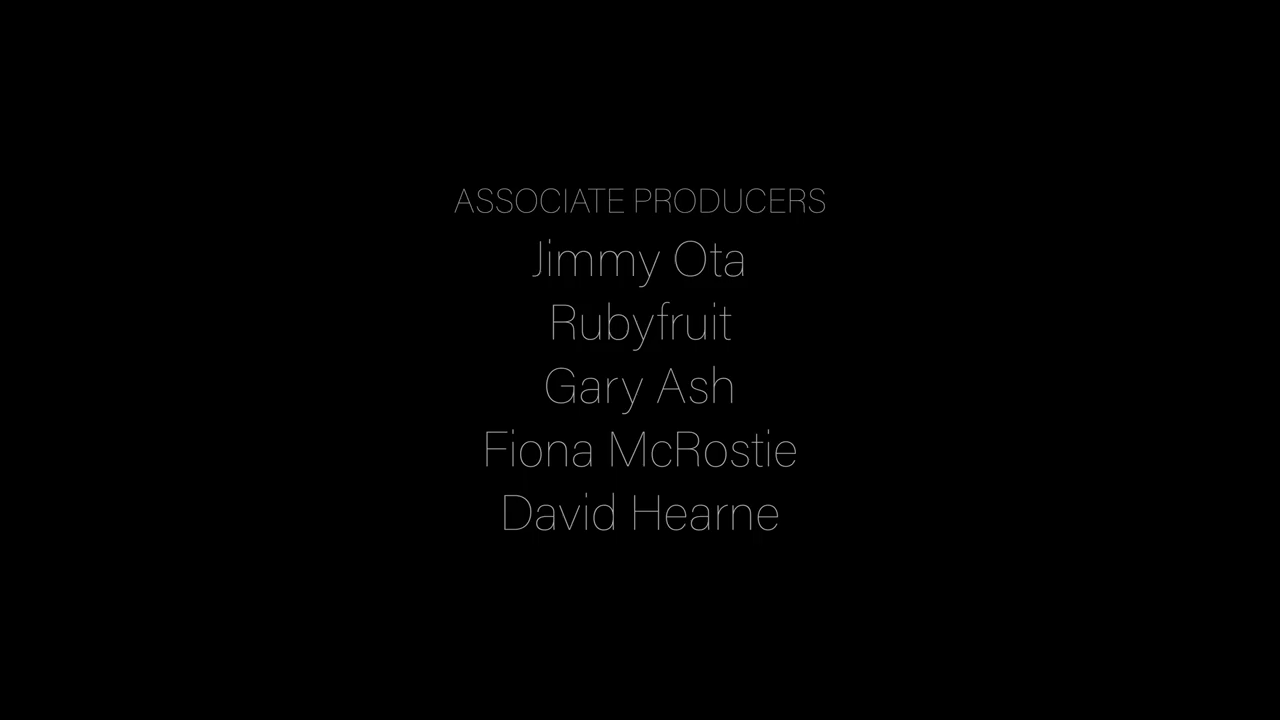 ASSOCIATE PRODUCERS
Jimmy Ota
Rubyfruit
Gary Ash
Fiona McRostie
David Hearne